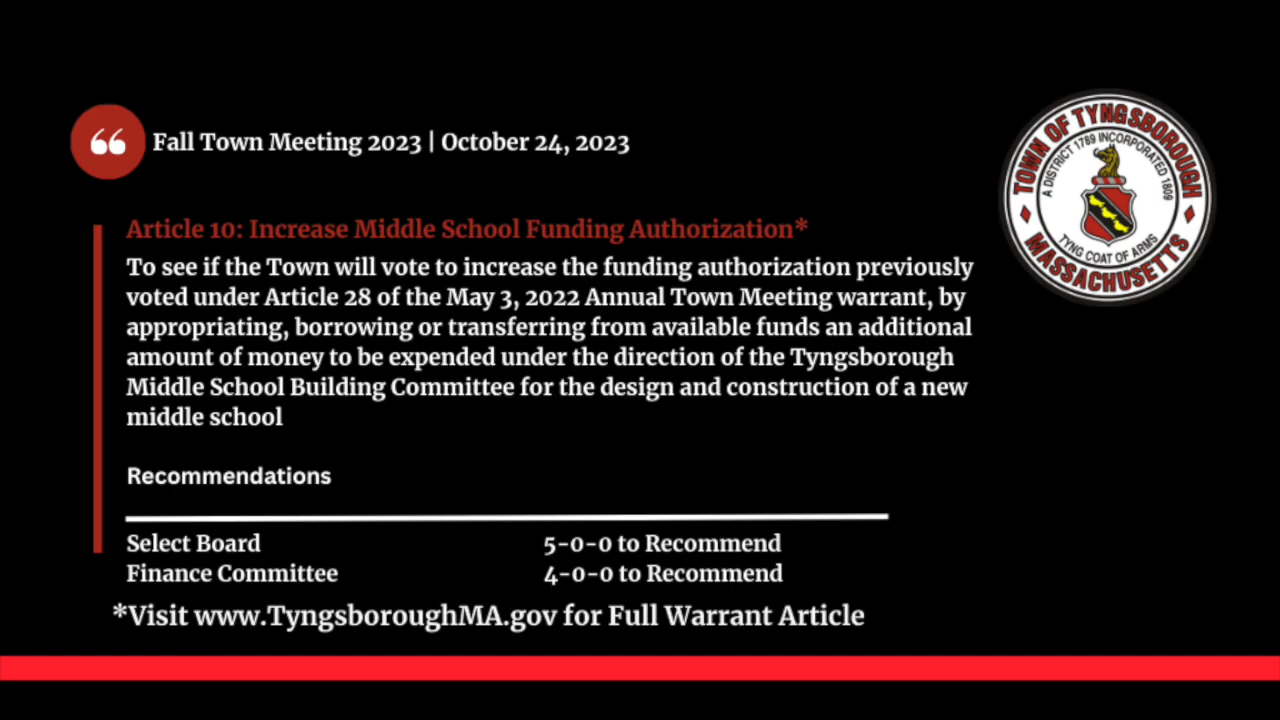 Fall Town Meeting 2023 | October 24, 2023
TOWN OF TYNGSBOROUGH
A DISTRICT 1789 INCORPORATED 1809
TYNG COAT OF ARMS
MASSACHUSETTS
Article 10: Increase Middle School Funding Authorization*
To see if the Town will vote to increase the funding authorization previously
voted under Article 28 of the May 3, 2022 Annual Town Meeting warrant, by
appropriating, borrowing or transferring from available funds an additional
amount of money to be expended under the direction of the Tyngsborough
Middle School Building Committee for the design and construction of a new
middle school
Recommendations
Select Board 5-0-0 to Recommend
Finance Committee 4-0-0 to Recommend
*Visit www.TyngsboroughMA.gov for Full Warrant Article